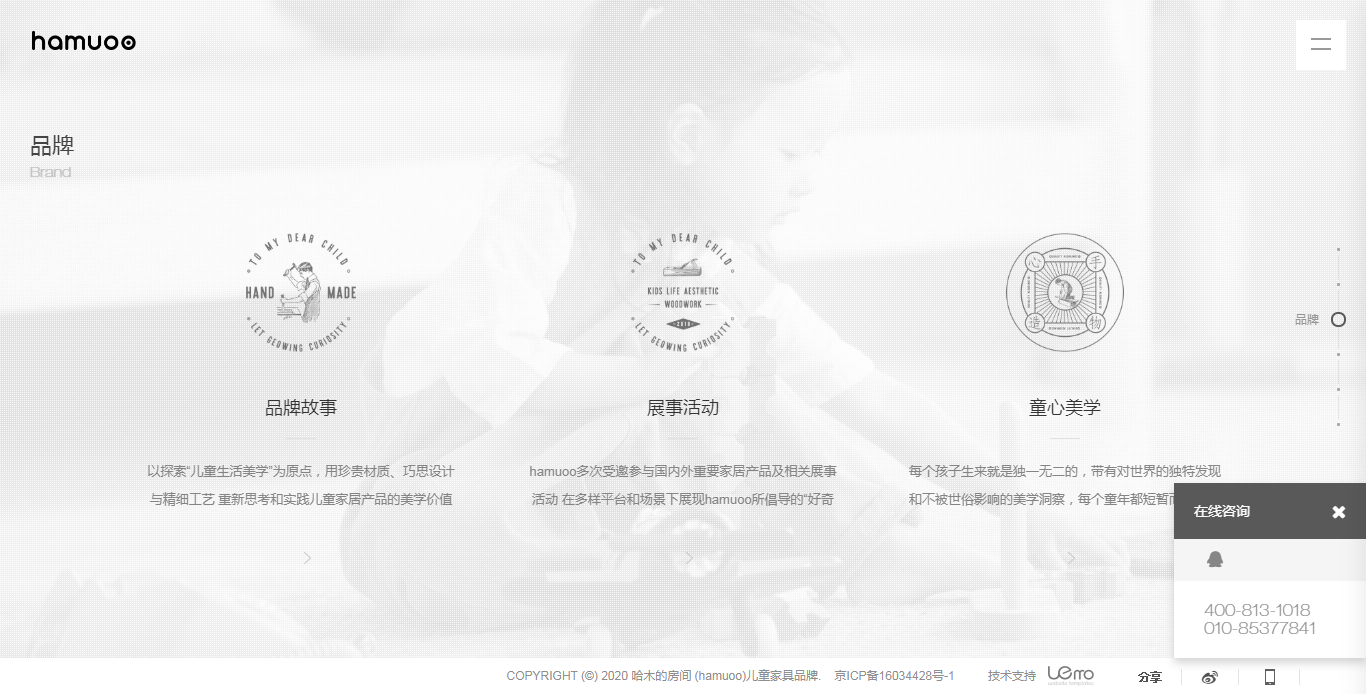 hamuoo
品牌
Brand
TO MY DEAR CHILD
HAND MADE
LET GEOWING CURIOSITY
TO MY DEAR CHILD
KIDS LIFE AESTHETIC
WOODWORK
2010
LET GEOWING CURIOSITY
心 手
造 物
品牌
品牌故事
展事活动
童心美学
以探索“儿童生活美学”为原点，用珍贵材质、巧思设计
与精细工艺 重新思考和实践儿童家居产品的美学价值
hamuoo多次受邀参与国内外重要家居产品及相关展事
活动 在多样平台和场景下展现hamuoo所倡导的“好奇
每个孩子生来就是独一无二的，带有对世界的独特发现
和不被世俗影响的美学洞察，每个童年都短暂
在线咨询
400-813-1018
010-85377841
COPYRIGHT (©) 2020 哈木的房间 (hamuoo)儿童家具品牌. 京ICP备16034428号-1 技术支持 Uemo 分享